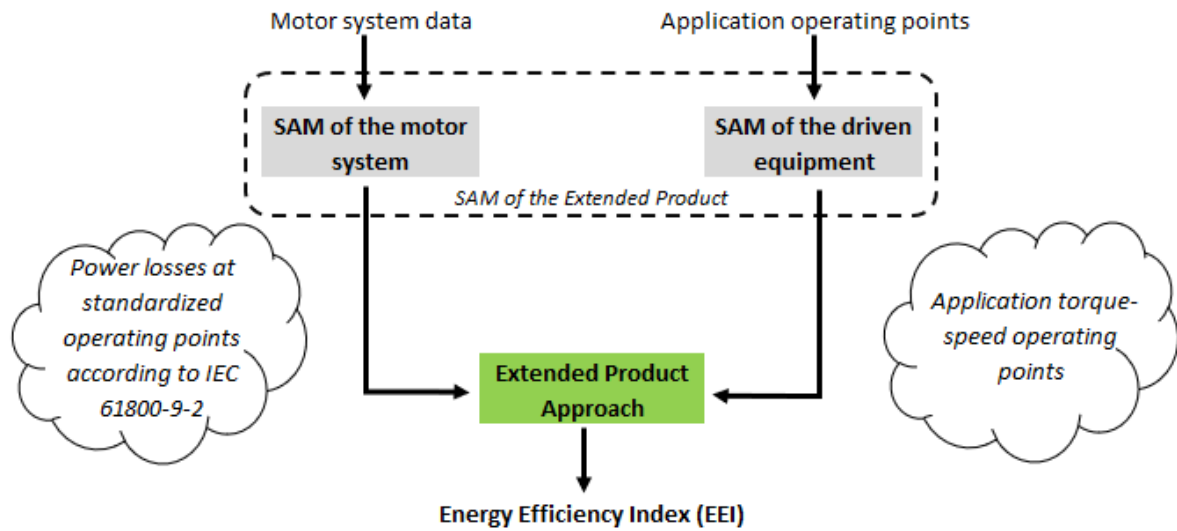 Motor system data
Application operating points
SAM of the motor
system
SAM of the driven
equipment
SAM of the Extended Product
Power losses at
standardized
operating points
according to IEC
61800-9-2
Application torque-
speed operating
points
Extended Product
Approach
Energy Efficiency Index (EEI)